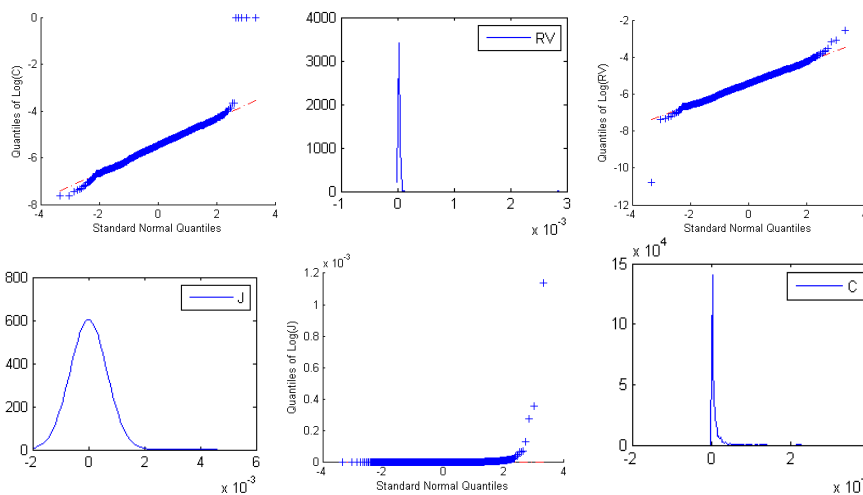 0
-2
-4
-6
-8
Quantiles of Log(C)
-4 -2 0 2 4
Standard Normal Quantiles
4000
3000
2000
1000
0
RV
-1 0 1 2 3
x 10⁻³
-2
-4
-6
-8
-10
-12
Quantiles of Log(RV)
-4 -2 0 2 4
Standard Normal Quantiles
800
600
400
200
0
J
-2 0 2 4 6
x 10⁻³
x 10⁻³
1.2
1
0.8
0.6
0.4
0.2
0
Quantiles of Log(J)
-4 -2 0 2 4
Standard Normal Quantiles
x 10⁴
15
10
5
0
C
-2 0 2
x 10